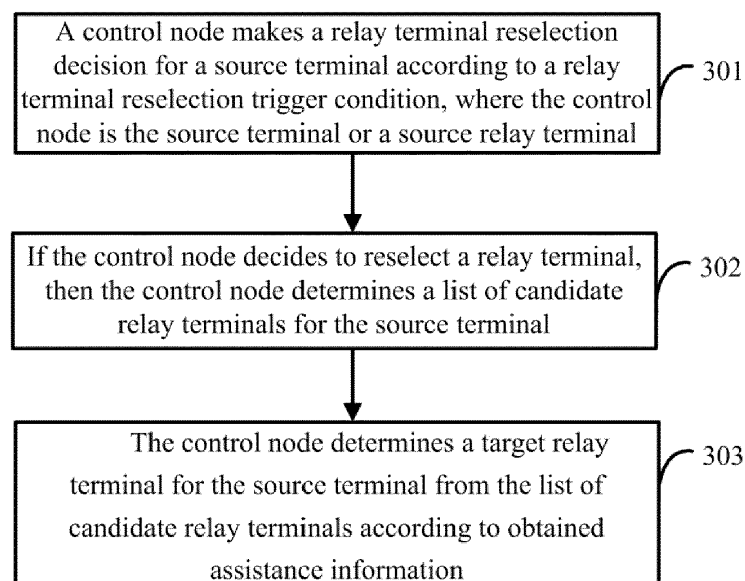 A control node makes a relay terminal reselection
decision for a source terminal according to a relay
terminal reselection trigger condition, where the control
node is the source terminal or a source relay terminal
301
If the control node decides to reselect a relay terminal,
then the control node determines a list of candidate
relay terminals for the source terminal
302
The control node determines a target relay
terminal for the source terminal from the list of
candidate relay terminals according to obtained
assistance information
303